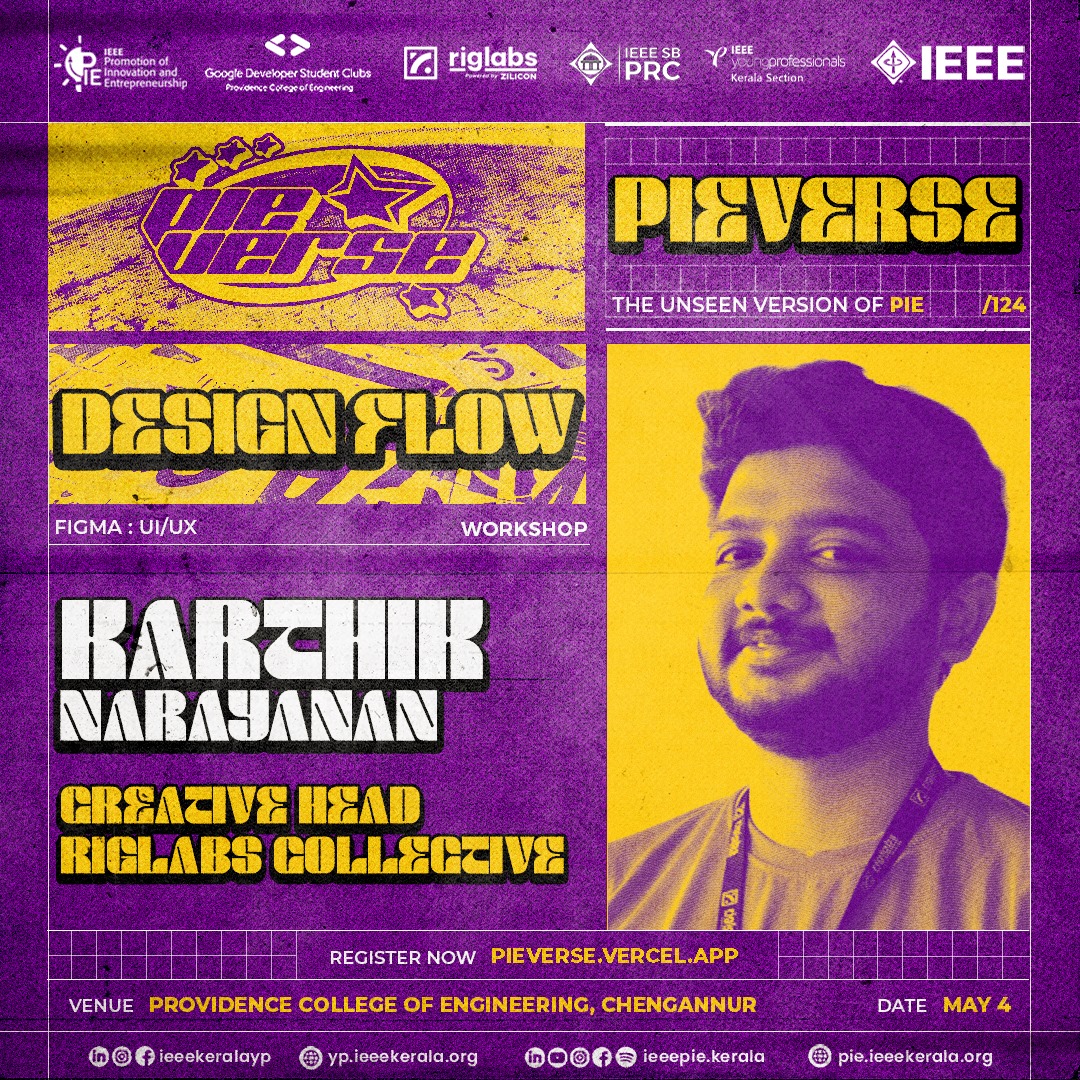 IEEE
Promotion of
Innovation and
Entrepreneurship
PIE
Google Developer Student Clubs
Providence College of Engineering
riglabs
Powered by ZILICON
IEEE SB
PRC
IEEE
youngprofessionals
Kerala Section
IEEE
pie
verse
PIEVERSE
THE UNSEEN VERSION OF PIE /124
DESIGN FLOW
FIGMA : UI/UX WORKSHOP
KARTHIK
NARAYANAN
CREATIVE HEAD
RIGLABS COLLECTIVE
REGISTER NOW PIEVERSE.VERCEL.APP
VENUE PROVIDENCE COLLEGE OF ENGINEERING, CHENGANNUR DATE MAY 4
ieeekeralayp yp.ieeekerala.org ieeepie.kerala pie.ieeekerala.org